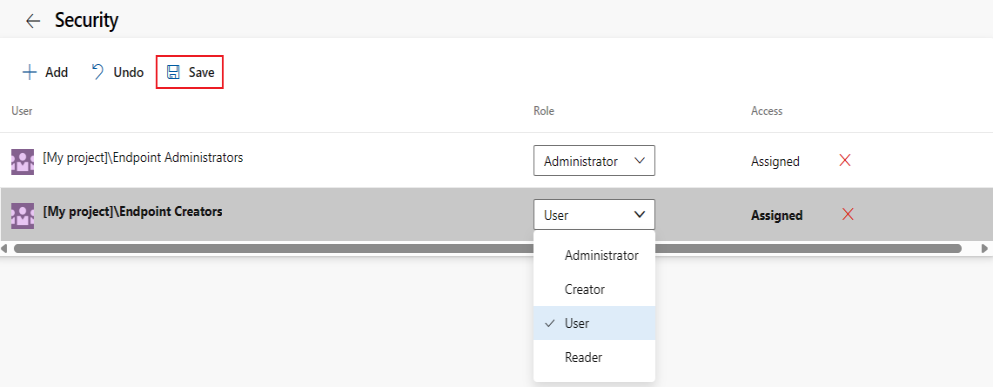 Security
Add Undo Save
User Role Access
[My project]\Endpoint Administrators Administrator Assigned
[My project]\Endpoint Creators User Assigned
Administrator
Creator
User
Reader